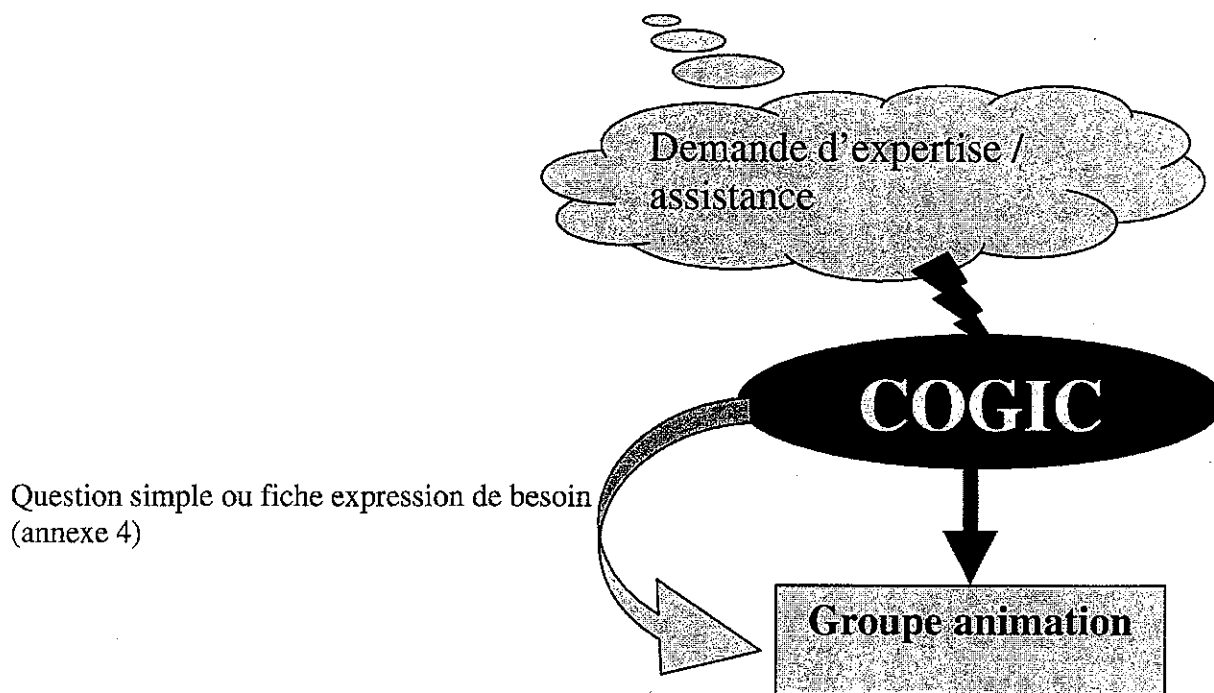 Demande d'expertise /
assistance
COGIC
Question simple ou fiche expression de besoin
(annexe 4)
Groupe animation